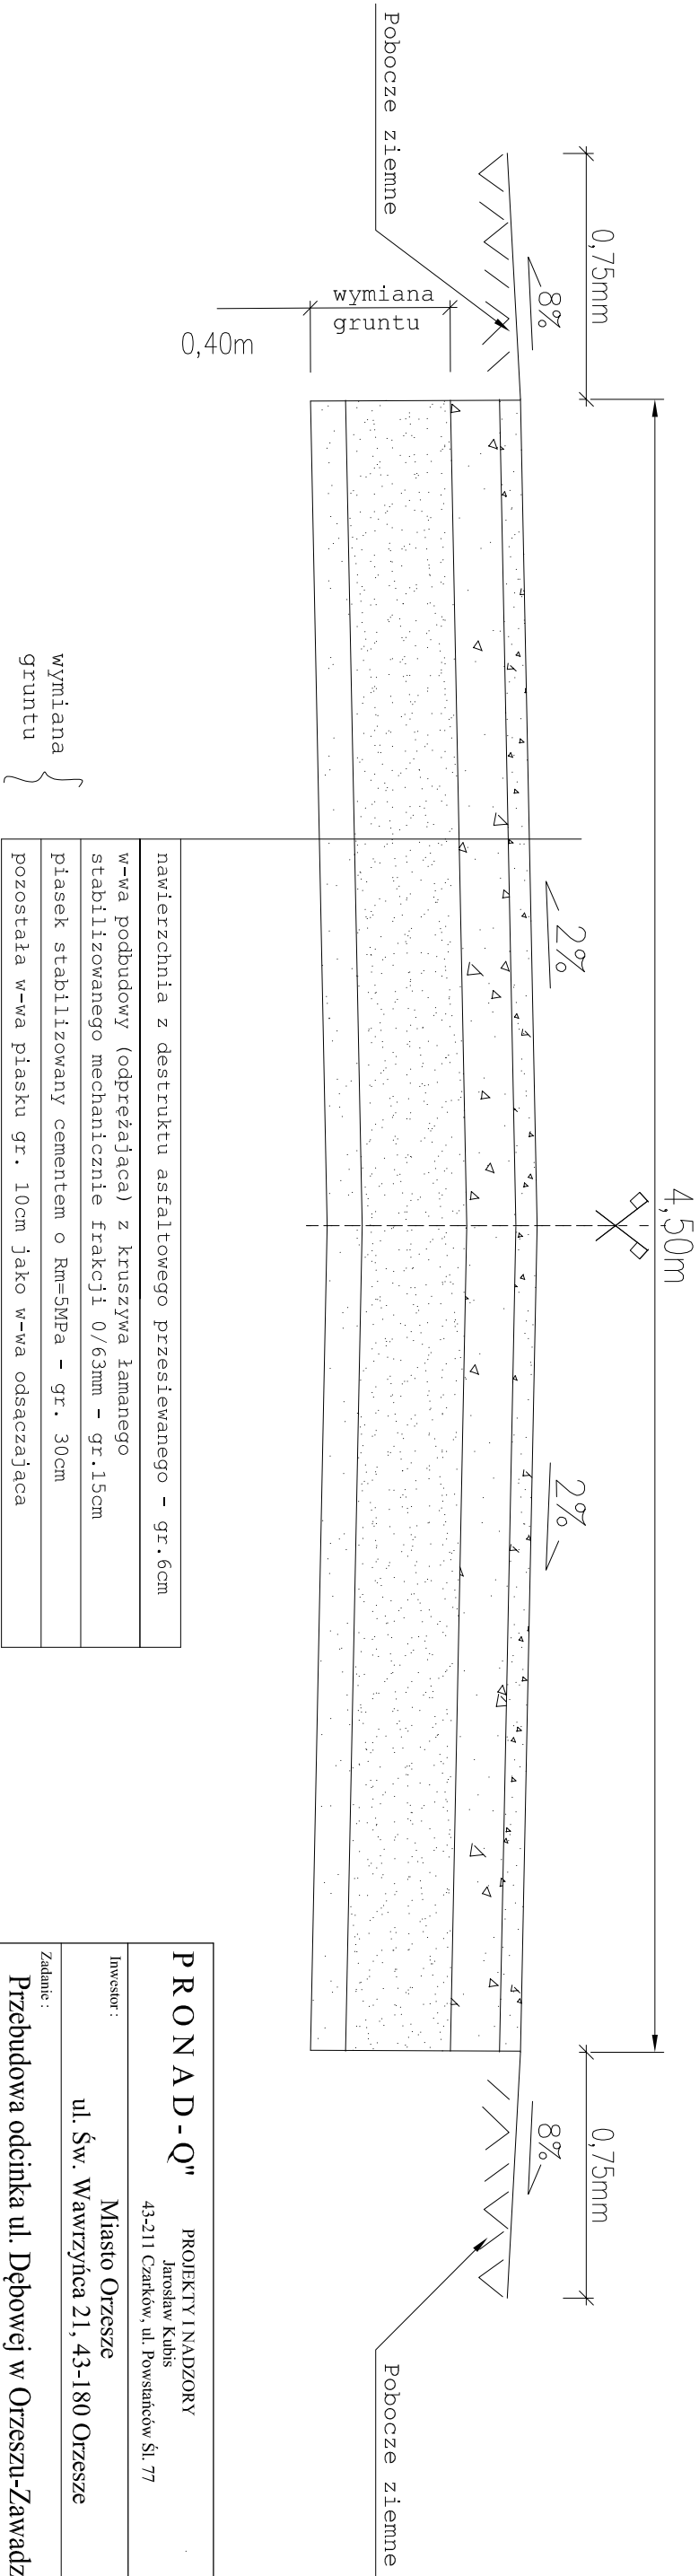 4,50m
0,75mm
0,75mm
8%
2%
2%
8%
Pobocze ziemne
Pobocze ziemne
wymiana
gruntu
0,40m
nawierzchnia z destruktu asfaltowego przesiewanego - gr.6cm
w-wa podbudowy (odprężająca) z kruszywa łamanego
stabilizowanego mechanicznie frakcji 0/63mm - gr.15cm
wymiana
gruntu
piasek stabilizowany cementem o Rm=5MPa - gr. 30cm
pozostała w-wa piasku gr. 10cm jako w-wa odsączająca
P R O N A D - Q"
PROJEKTY I NADZORY
Jarosław Kubis
43-211 Czarków, ul. Powstańców Śl. 77
Inwestor :
Miasto Orzesze
ul. Św. Wawrzyńca 21, 43-180 Orzesze
Zadanie :
Przebudowa odcinka ul. Dębowej w Orzeszu-Zawadz